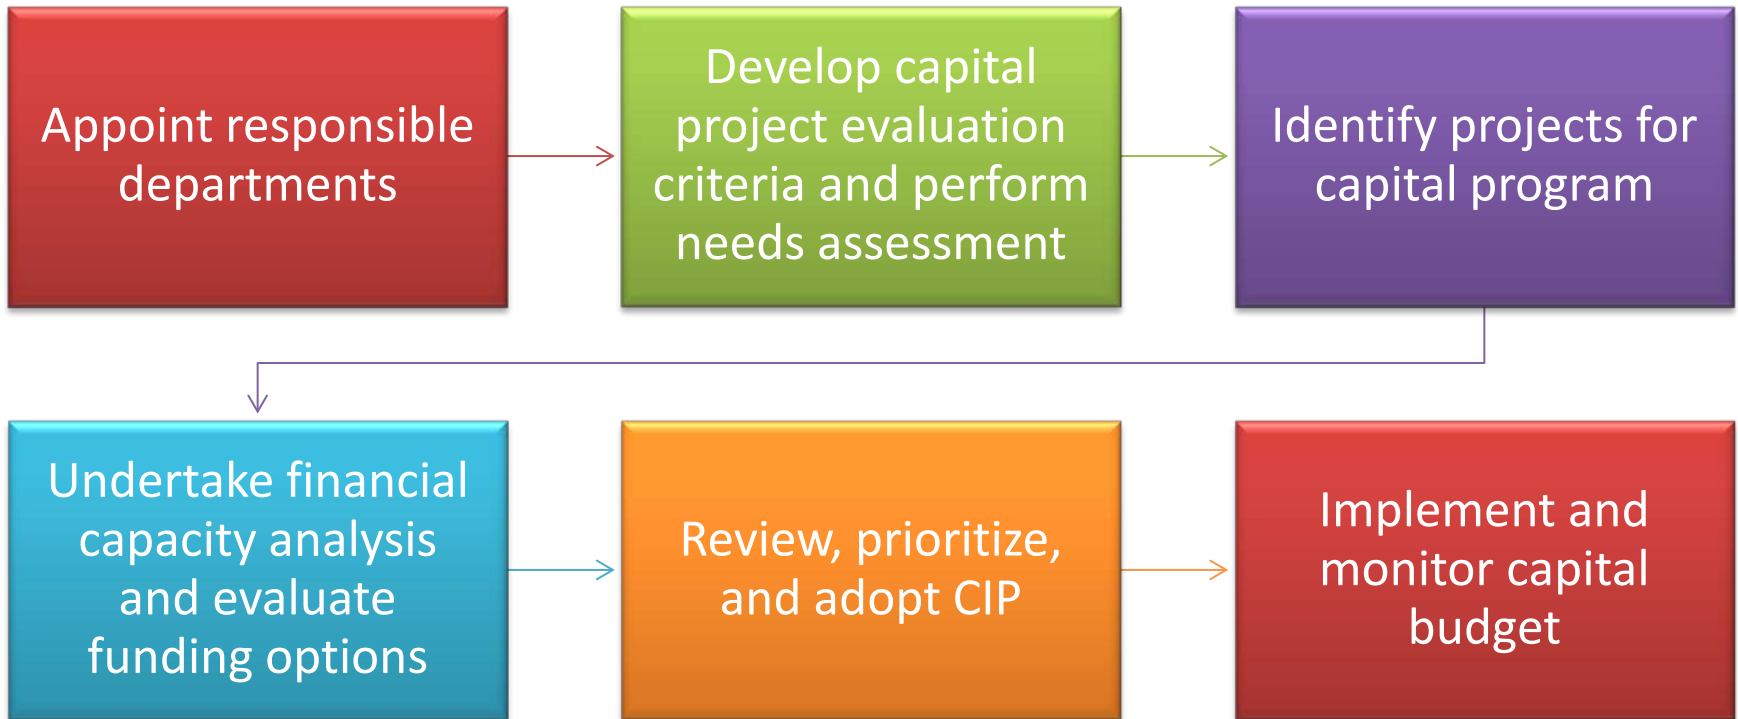 Appoint responsible
departments
Develop capital
project evaluation
criteria and perform
needs assessment
Identify projects for
capital program
Undertake financial
capacity analysis
and evaluate
funding options
Review, prioritize,
and adopt CIP
Implement and
monitor capital
budget